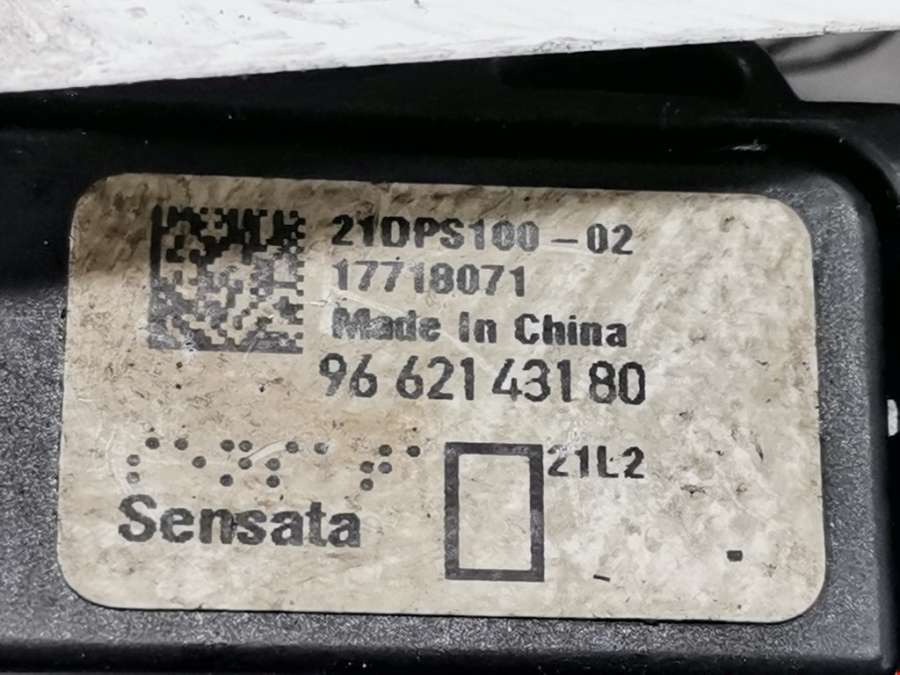 21DPS100-02
17718071
Made In China
96 621 431 80
21L2
Sensata